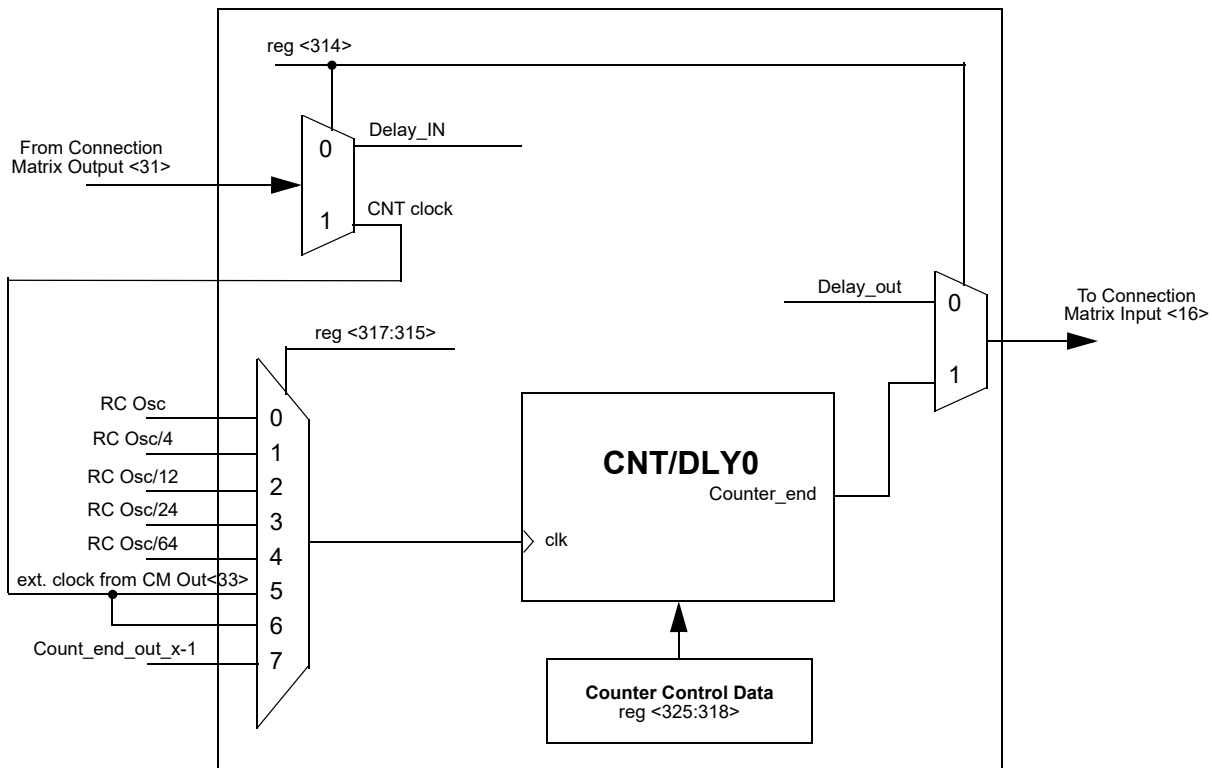 reg <314>
From Connection
Matrix Output <31>
0
1
Delay_IN
CNT clock
Delay_out
0
1
To Connection
Matrix Input <16>
reg <317:315>
RC Osc
RC Osc/4
RC Osc/12
RC Osc/24
RC Osc/64
ext. clock from CM Out<33>
Count_end_out_x-1
0
1
2
3
4
5
6
7
CNT/DLY0
Counter_end
clk
Counter Control Data
reg <325:318>